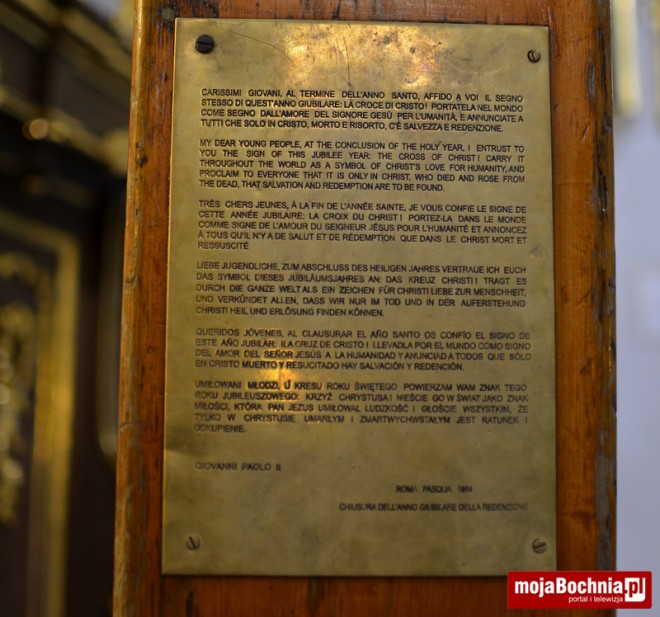 CARISSIMI GIOVANI, AL TERMINE DELL'ANNO SANTO, AFFIDO A VOI IL SEGNO
STESSO DI QUEST'ANNO GIUBILARE: LA CROCE DI CRISTO! PORTATELA NEL MONDO
COME SEGNO DALL'AMORE DEL SIGNORE GESÙ PER L'UMANITÀ, E ANNUNCIATE A
TUTTI CHE SOLO IN CRISTO, MORTO E RISORTO, C'È SALVEZZA E REDENZIONE.
MY DEAR YOUNG PEOPLE, AT THE CONCLUSION OF THE HOLY YEAR, I ENTRUST TO
YOU THE SIGN OF THIS JUBILEE YEAR: THE CROSS OF CHRIST! CARRY IT
THROUGHOUT THE WORLD AS A SYMBOL OF CHRIST'S LOVE FOR HUMANITY, AND
PROCLAIM TO EVERYONE THAT IT IS ONLY IN CHRIST, WHO DIED AND ROSE FROM
THE DEAD, THAT SALVATION AND REDEMPTION ARE TO BE FOUND.
TRÈS CHERS JEUNES, À LA FIN DE L'ANNÉE SAINTE, JE VOUS CONFIE LE SIGNE DE
CETTE ANNÉE JUBILAIRE: LA CROIX DU CHRIST! PORTEZ-LA DANS LE MONDE
COMME SIGNE DE L'AMOUR DU SEIGNEUR JÉSUS POUR L'HUMANITÉ ET ANNONCEZ
À TOUS QU'IL N'Y A DE SALUT ET DE RÉDEMPTION QUE DANS LE CHRIST MORT ET
RESSUSCITÉ
LIEBE JUGENDLICHE, ZUM ABSCHLUSS DES HEILIGEN JAHRES VERTRAUE ICH EUCH
DAS SYMBOL DIESES JUBILÄUMSJAHRES AN: DAS KREUZ CHRISTI! TRAGT ES
DURCH DIE GANZE WELT ALS EIN ZEICHEN FÜR CHRISTI LIEBE ZUR MENSCHHEIT,
UND VERKÜNDET ALLEN, DASS WIR NUR IM TOD UND IN DER AUFERSTEHUNG
CHRISTI HEIL UND ERLÖSUNG FINDEN KÖNNEN.
QUERIDOS JÓVENES, AL CLAUSURAR EL AÑO SANTO OS CONFÍO EL SIGNO DE
ESTE AÑO JUBILAR: ¡LA CRUZ DE CRISTO! LLEVADLA POR EL MUNDO COMO SIGNO
DEL AMOR DEL SEÑOR JESÚS A LA HUMANIDAD Y ANUNCIAD A TODOS QUE SÓLO
EN CRISTO MUERTO Y RESUCITADO HAY SALVACIÓN Y REDENCIÓN.
UMIŁOWANI MŁODZI, U KRESU ROKU ŚWIĘTEGO POWIERZAM WAM ZNAK TEGO
ROKU JUBILEUSZOWEGO: KRZYŻ CHRYSTUSA! NIEŚCIE GO W ŚWIAT JAKO ZNAK
MIŁOŚCI, KTÓRĄ PAN JEZUS UMIŁOWAŁ LUDZKOŚĆ I GŁOŚCIE WSZYSTKIM, ŻE
TYLKO W CHRYSTUSIE UMARŁYM I ZMARTWYCHWSTAŁYM JEST RATUNEK I
ODKUPIENIE.
GIOVANNI PAOLO II
ROMA PASQUA 1984
CHIUSURA DELL'ANNO GIUBILARE DELLA REDENZIONE
mojaBochnia.pl
portal i telewizja